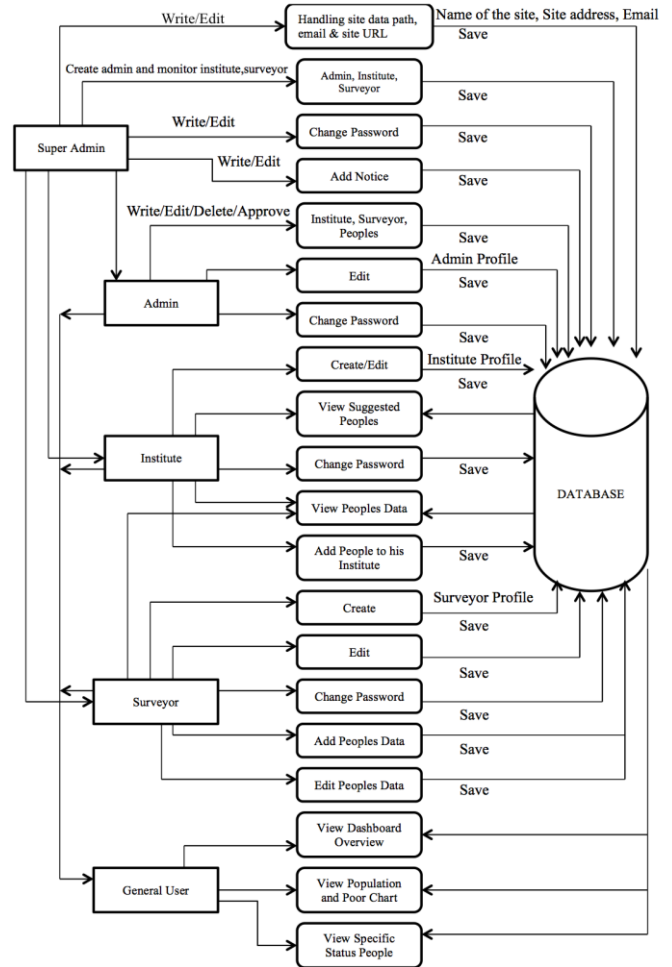 Write/Edit
Handling site data path,
email & site URL
Name of the site, Site address, Email
Save
Create admin and monitor institute,surveyor
Admin, Institute,
Surveyor
Save
Super Admin
Write/Edit
Change Password
Save
Write/Edit
Add Notice
Save
Write/Edit/Delete/Approve
Institute, Surveyor,
Peoples
Save
Admin
Edit
Admin Profile
Save
Change Password
Save
Create/Edit
Institute Profile
Save
View Suggested
Peoples
Institute
Change Password
Save
DATABASE
View Peoples Data
Add People to his
Institute
Save
Create
Surveyor Profile
Save
Edit
Save
Surveyor
Change Password
Save
Add Peoples Data
Save
Edit Peoples Data
Save
View Dashboard
Overview
General User
View Population
and Poor Chart
View Specific
Status People